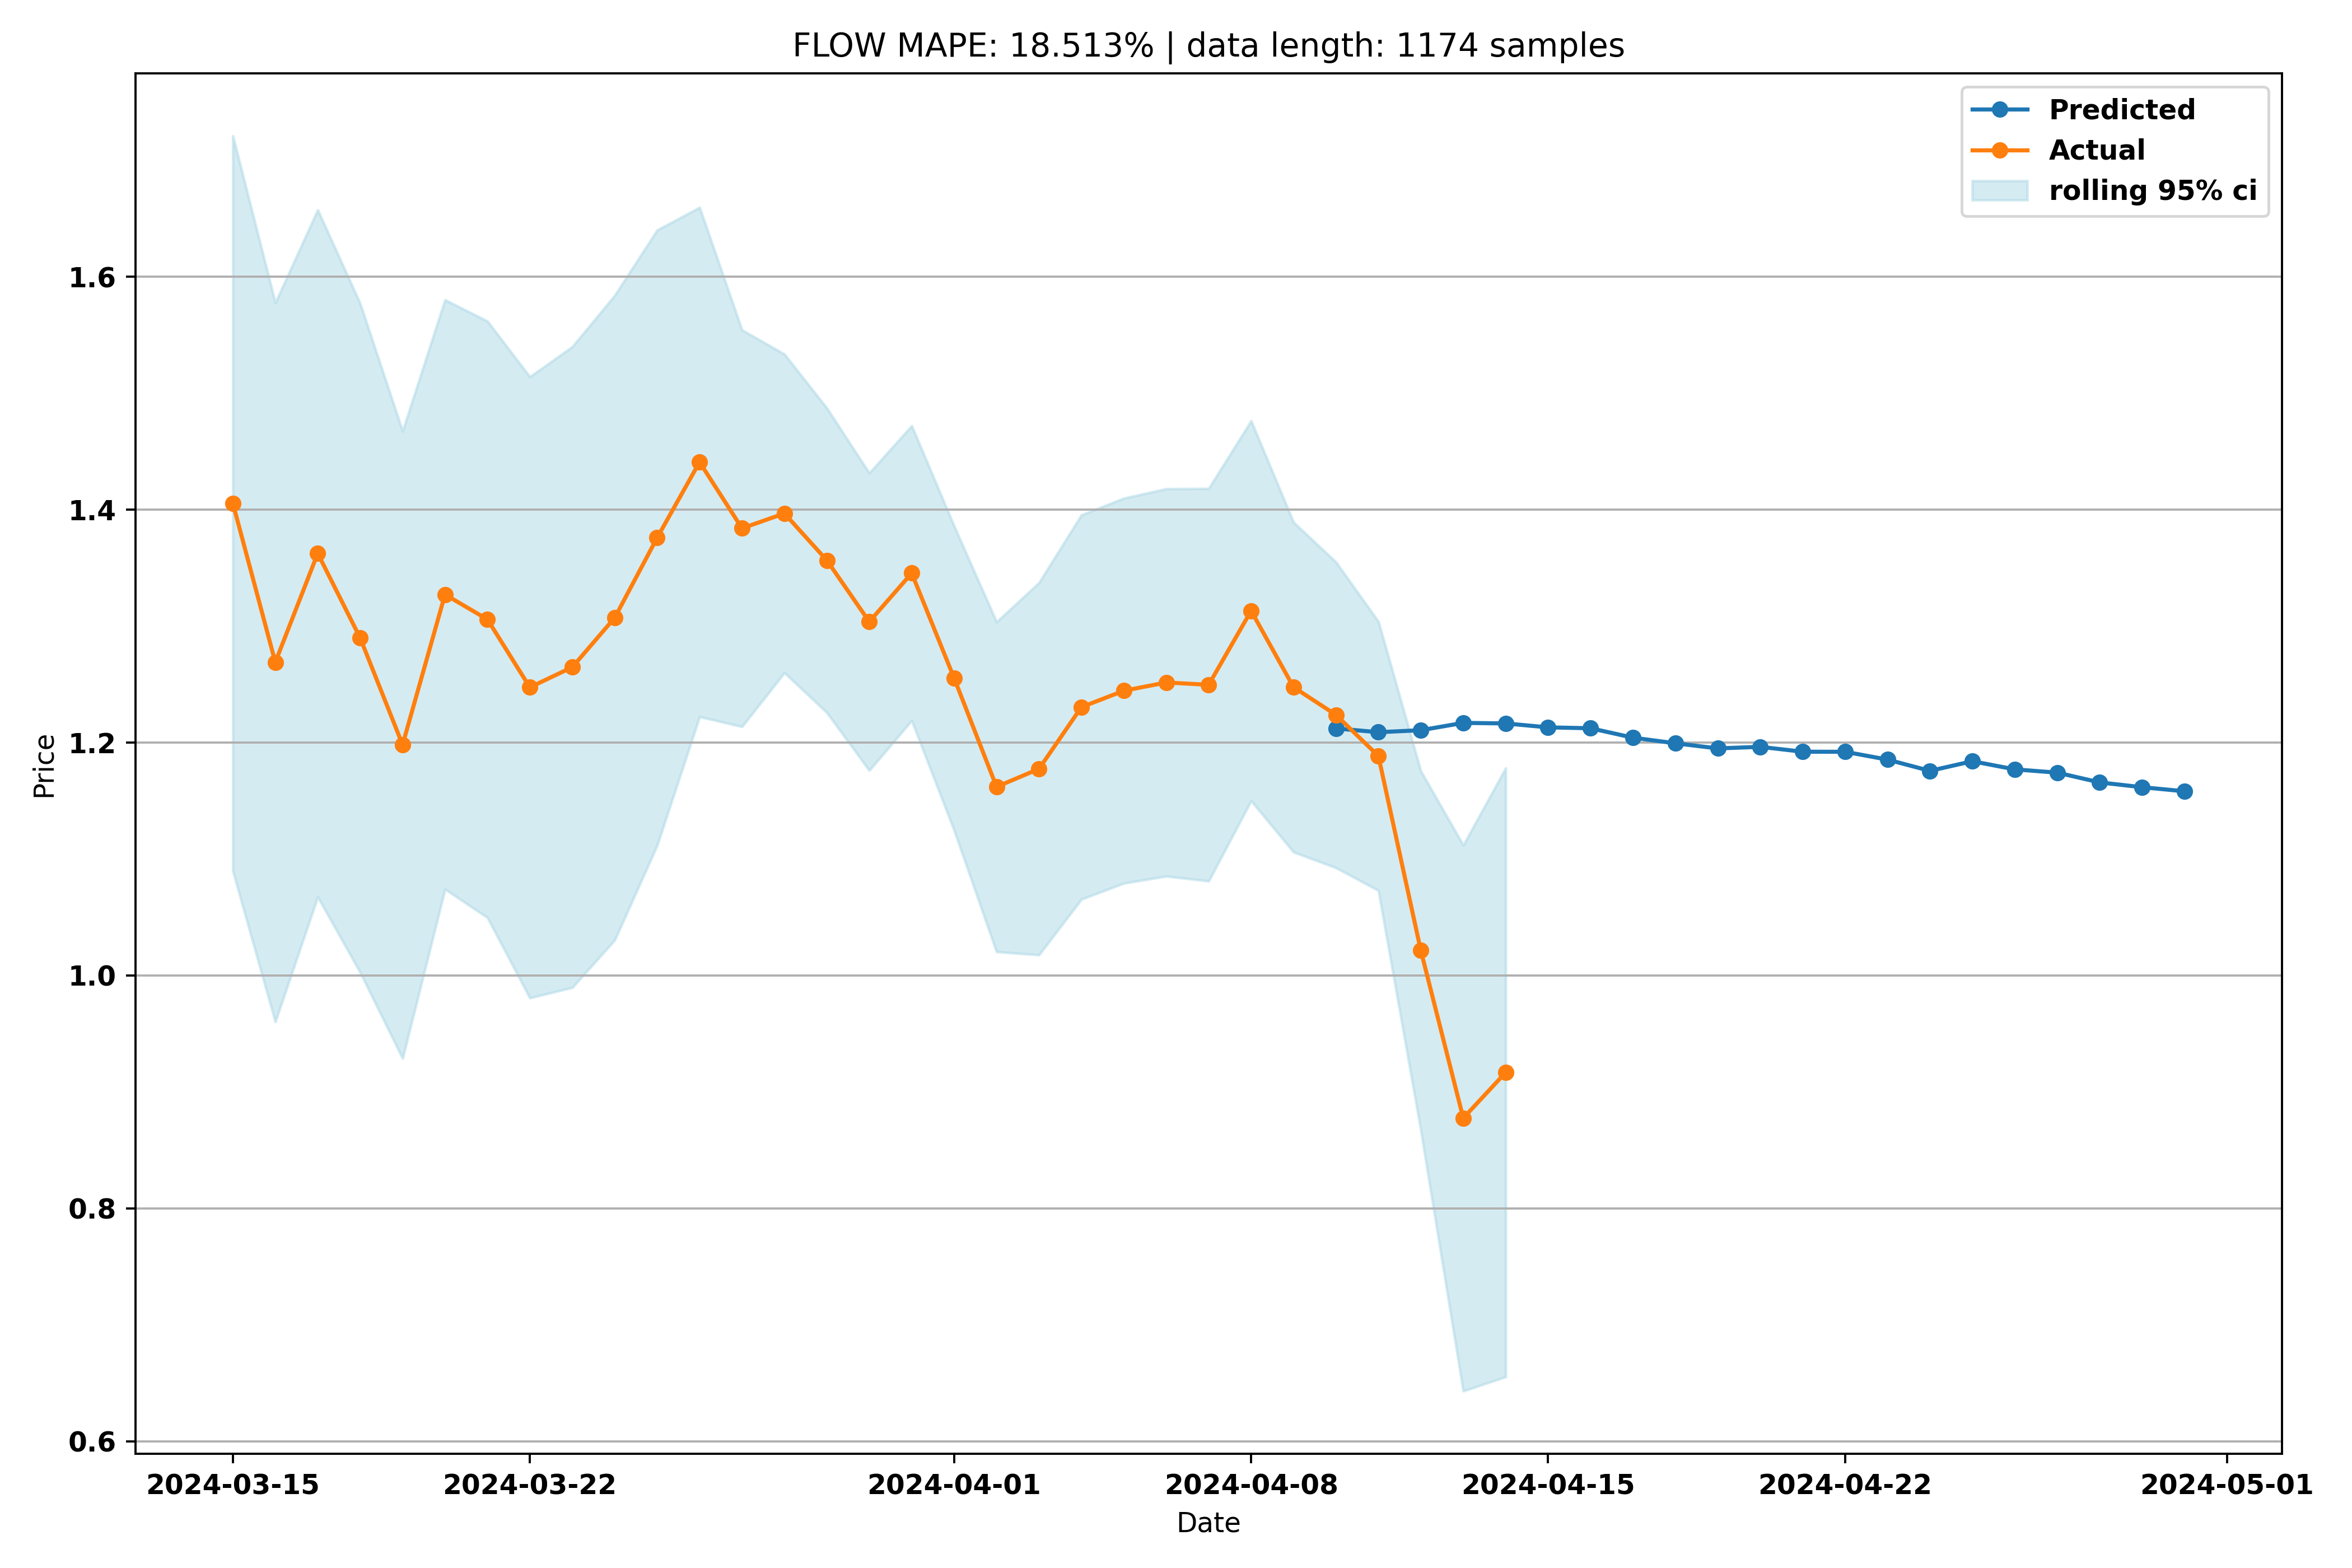 FLOW MAPE: 18.513% | data length: 1174 samples
Predicted
Actual
rolling 95% ci
1.6
1.4
1.2
1.0
0.8
0.6
Price
2024-03-15
2024-03-22
2024-04-01
2024-04-08
2024-04-15
2024-04-22
2024-05-01
Date